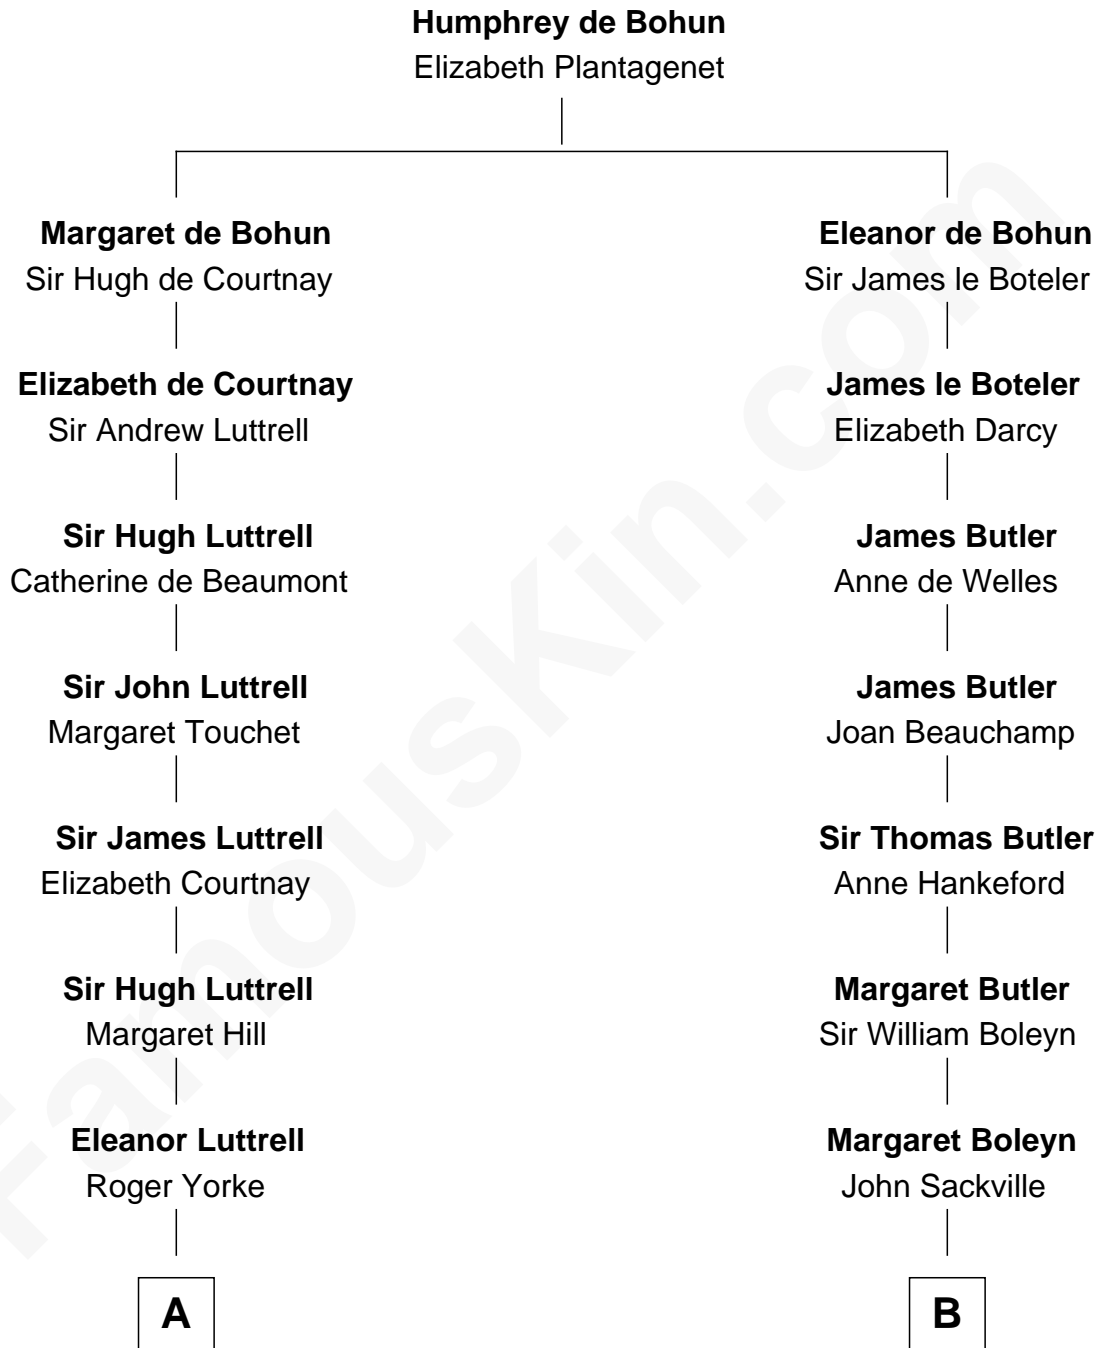 Humphrey de Bohun
Elizabeth Plantagenet
Margaret de Bohun
Sir Hugh de Courtnay
Eleanor de Bohun
Sir James le Boteler
Elizabeth de Courtnay
Sir Andrew Luttrell
James le Boteler
Elizabeth Darcy
Sir Hugh Luttrell
Catherine de Beaumont
James Butler
Anne de Welles
Sir John Luttrell
Margaret Touchet
James Butler
Joan Beauchamp
Sir James Luttrell
Elizabeth Courtnay
Sir Thomas Butler
Anne Hankeford
Sir Hugh Luttrell
Margaret Hill
Margaret Butler
Sir William Boleyn
Eleanor Luttrell
Roger Yorke
Margaret Boleyn
John Sackville
A
B
FamousKin.com